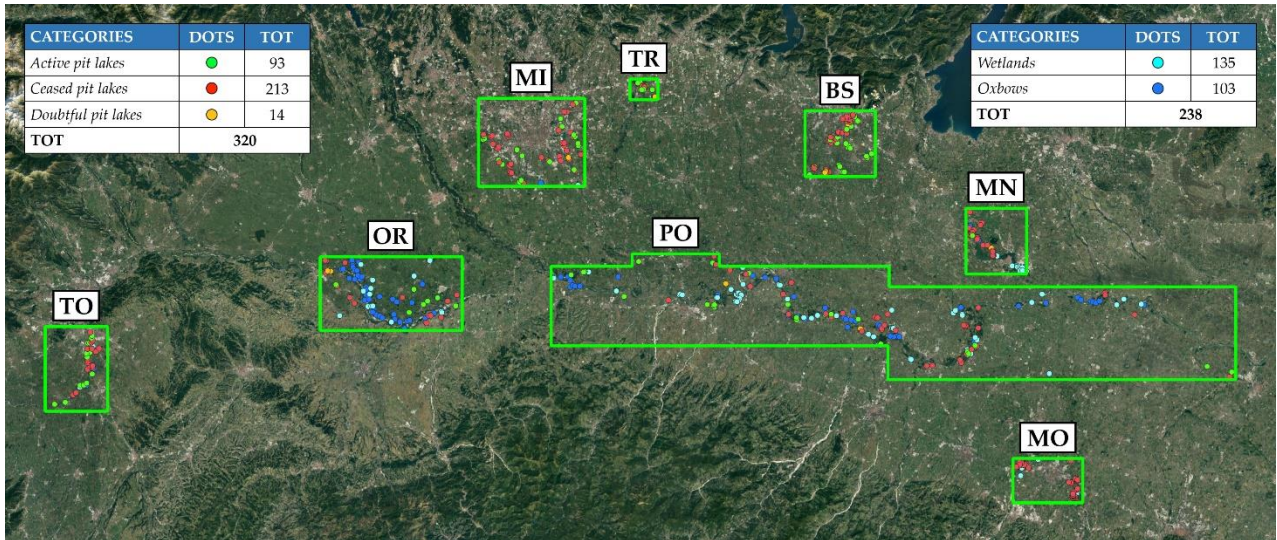 CATEGORIES DOTS TOT
Active pit lakes 93
Ceased pit lakes 213
Doubtful pit lakes 14
TOT 320
CATEGORIES DOTS TOT
Wetlands 135
Oxbows 103
TOT 238
TR
MI
BS
MN
OR
PO
TO
MO